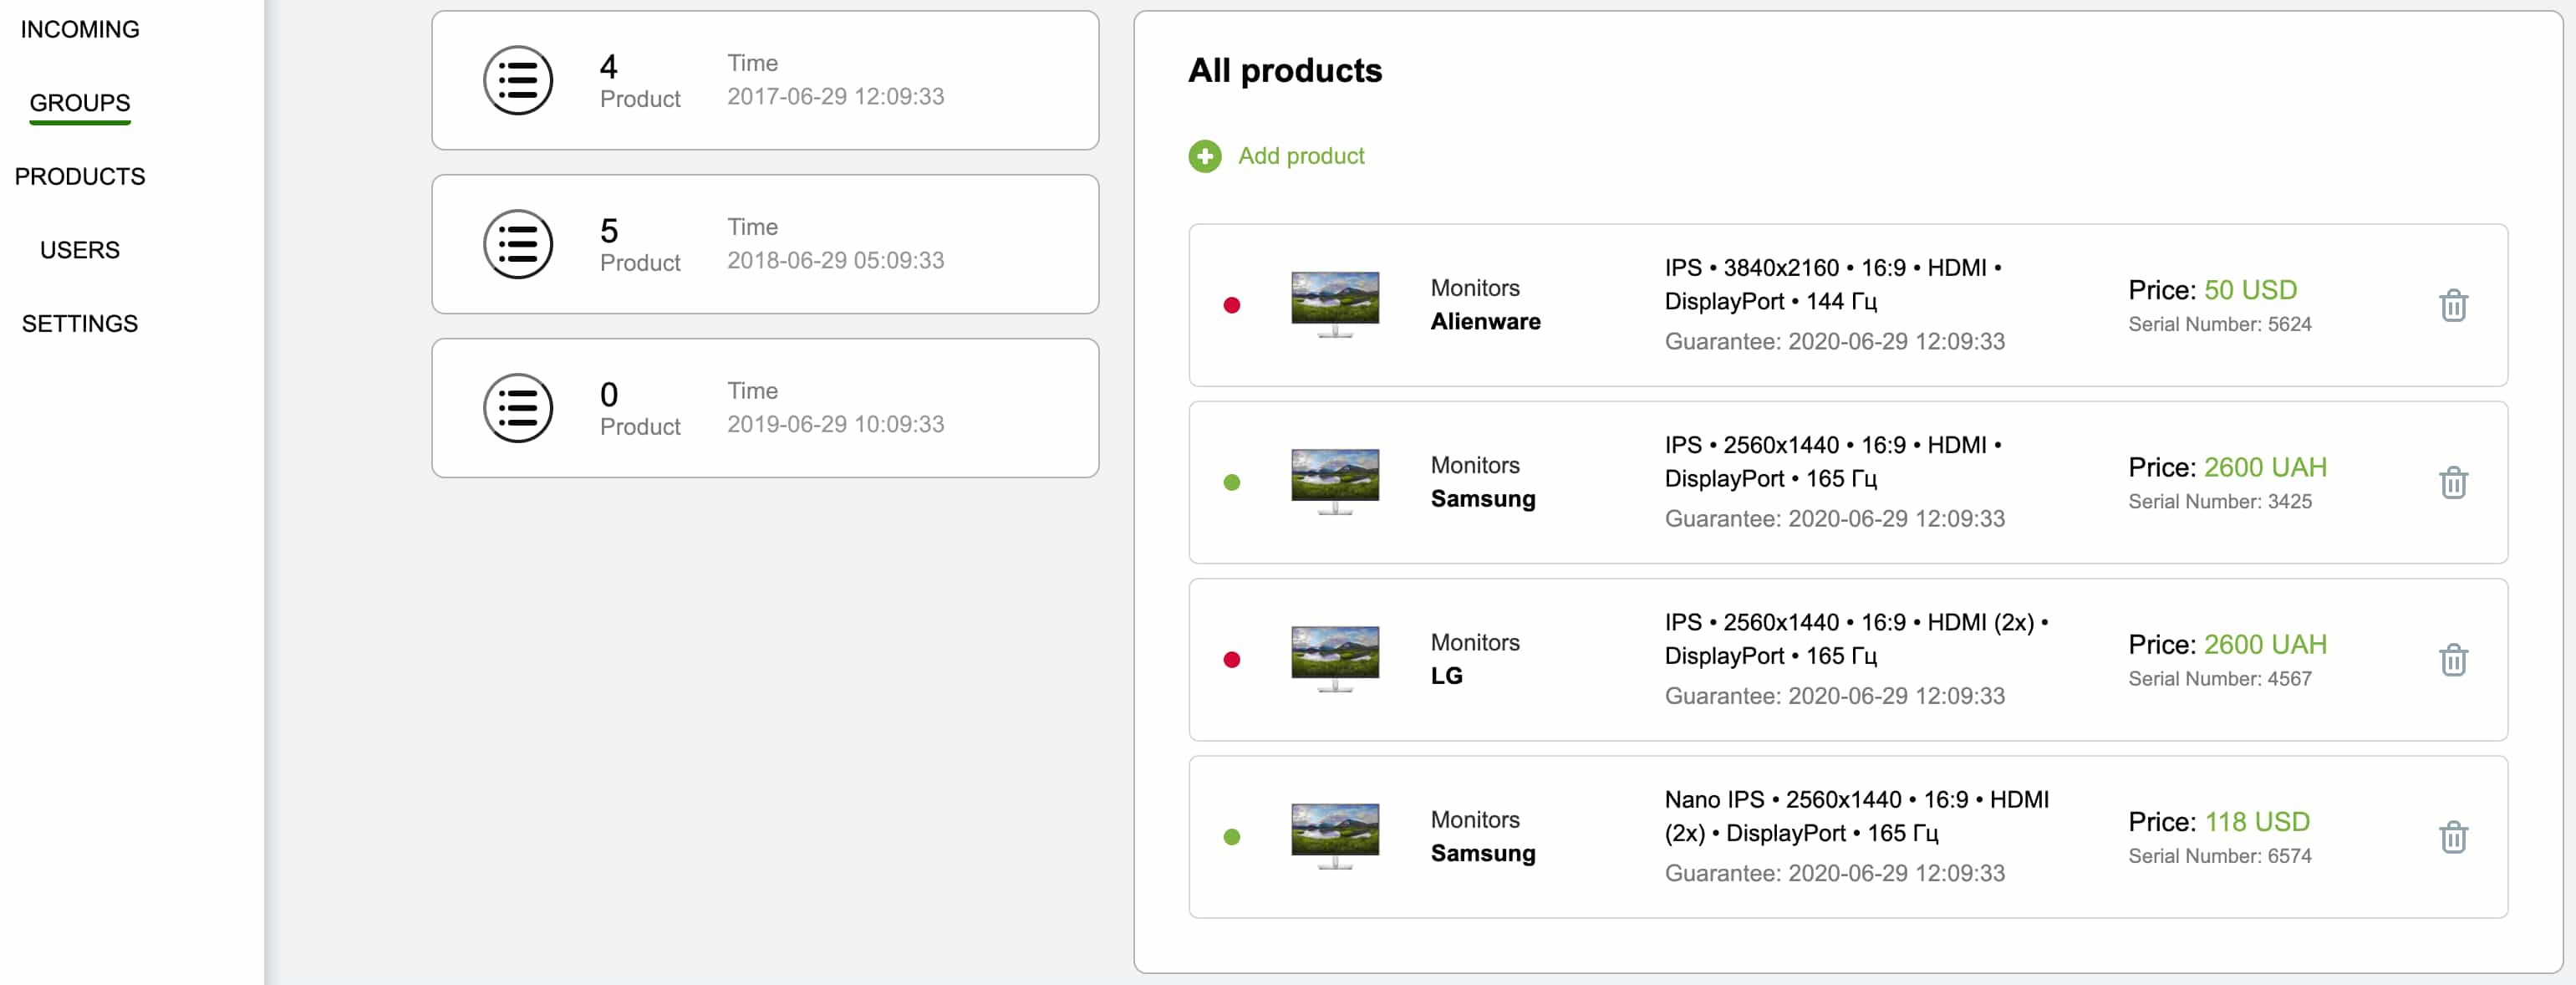 INCOMING
GROUPS
PRODUCTS
USERS
SETTINGS
4
Product
Time
2017-06-29 12:09:33
5
Product
Time
2018-06-29 05:09:33
0
Product
Time
2019-06-29 10:09:33
All products
Add product
Monitors
Alienware
IPS • 3840x2160 • 16:9 • HDMI •
DisplayPort • 144 Гц
Guarantee: 2020-06-29 12:09:33
Price: 50 USD
Serial Number: 5624
Monitors
Samsung
IPS • 2560x1440 • 16:9 • HDMI •
DisplayPort • 165 Гц
Guarantee: 2020-06-29 12:09:33
Price: 2600 UAH
Serial Number: 3425
Monitors
LG
IPS • 2560x1440 • 16:9 • HDMI (2x) •
DisplayPort • 165 Гц
Guarantee: 2020-06-29 12:09:33
Price: 2600 UAH
Serial Number: 4567
Monitors
Samsung
Nano IPS • 2560x1440 • 16:9 • HDMI
(2x) • DisplayPort • 165 Гц
Guarantee: 2020-06-29 12:09:33
Price: 118 USD
Serial Number: 6574